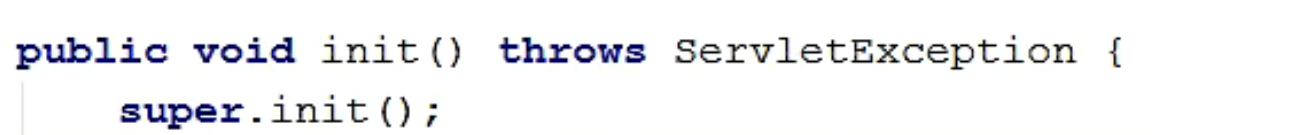 public void init() throws ServletException {
super.init();